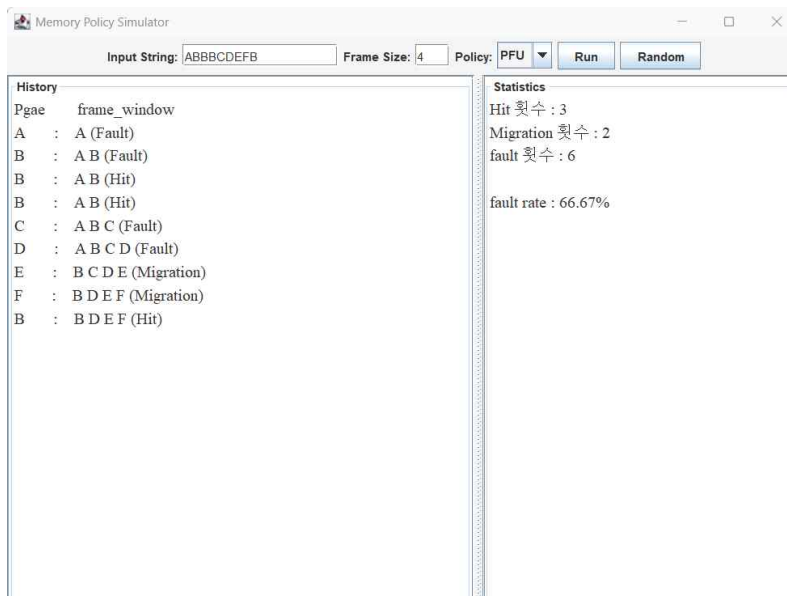 Memory Policy Simulator
Input String: ABBBCDEFB Frame Size: 4 Policy: PFU Run Random
History
Pgae frame_window
A : A (Fault)
B : A B (Fault)
B : A B (Hit)
B : A B (Hit)
C : A B C (Fault)
D : A B C D (Fault)
E : B C D E (Migration)
F : B D E F (Migration)
B : B D E F (Hit)
Statistics
Hit 횟수 : 3
Migration 횟수 : 2
fault 횟수 : 6
fault rate : 66.67%